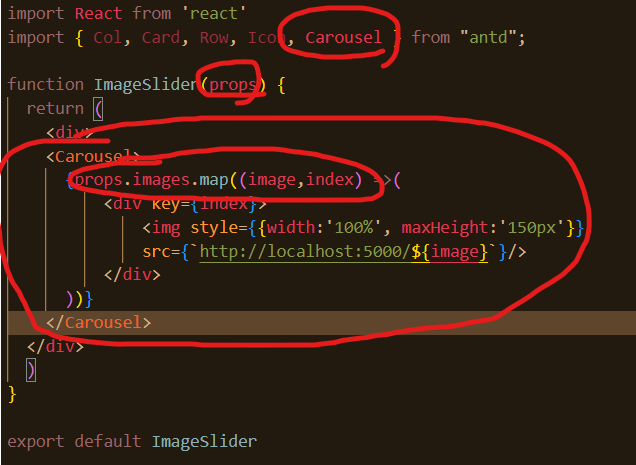 import React from 'react'
import { Col, Card, Row, Icon, Carousel } from "antd";
function ImageSlider(props) {
return (
<div>
<Carousel>
{props.images.map((image,index) =>(
<div key={index}>
<img style={{width:'100%', maxHeight:'150px'}}
src={`http://localhost:5000/${image}`}/>
</div>
))}
</Carousel>
</div>
)
}
export default ImageSlider